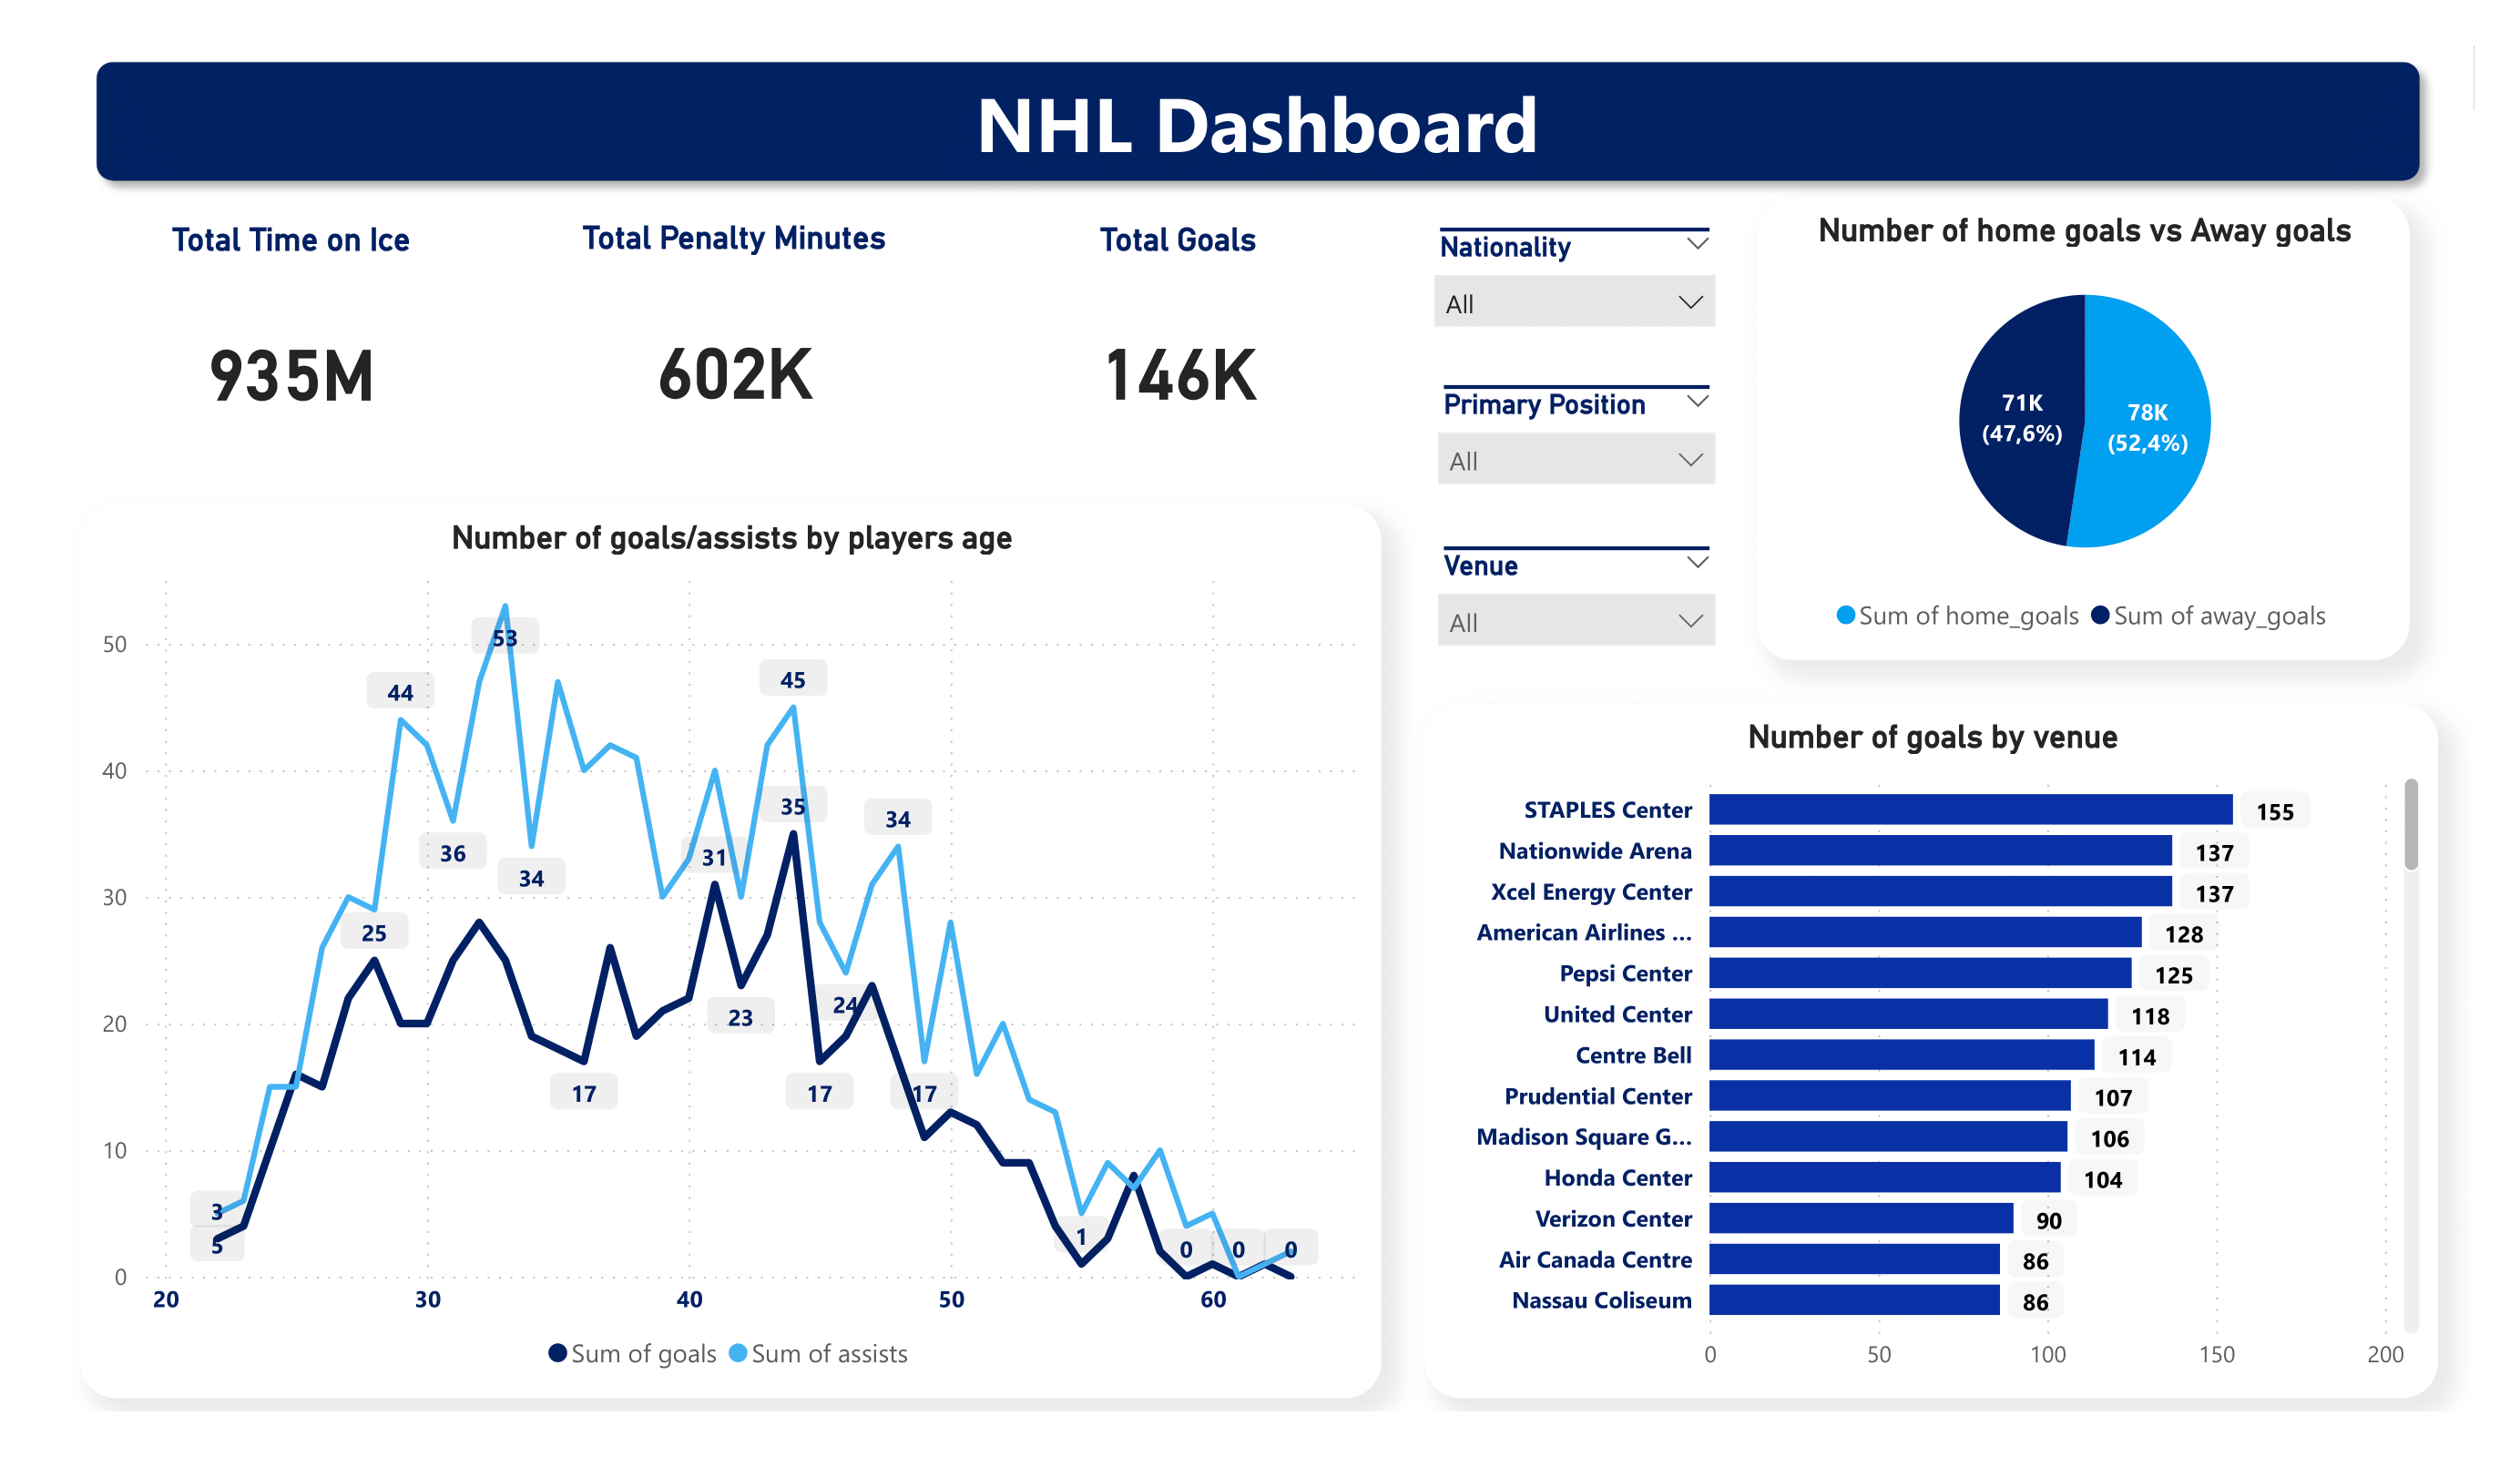 NHL Dashboard
Total Time on Ice
935M
Total Penalty Minutes
602K
Total Goals
146K
Nationality
All
Primary Position
All
Venue
All
Number of home goals vs Away goals
71K
(47,6%)
78K
(52,4%)
Sum of home_goals
Sum of away_goals
Number of goals/assists by players age
50
40
30
20
10
0
53
44
45
36
34
35
31
34
25
23
24
17
17
17
3
5
1
0
0
0
20
30
40
50
60
Sum of goals
Sum of assists
Number of goals by venue
STAPLES Center 155
Nationwide Arena 137
Xcel Energy Center 137
American Airlines ... 128
Pepsi Center 125
United Center 118
Centre Bell 114
Prudential Center 107
Madison Square G... 106
Honda Center 104
Verizon Center 90
Air Canada Centre 86
Nassau Coliseum 86
0
50
100
150
200